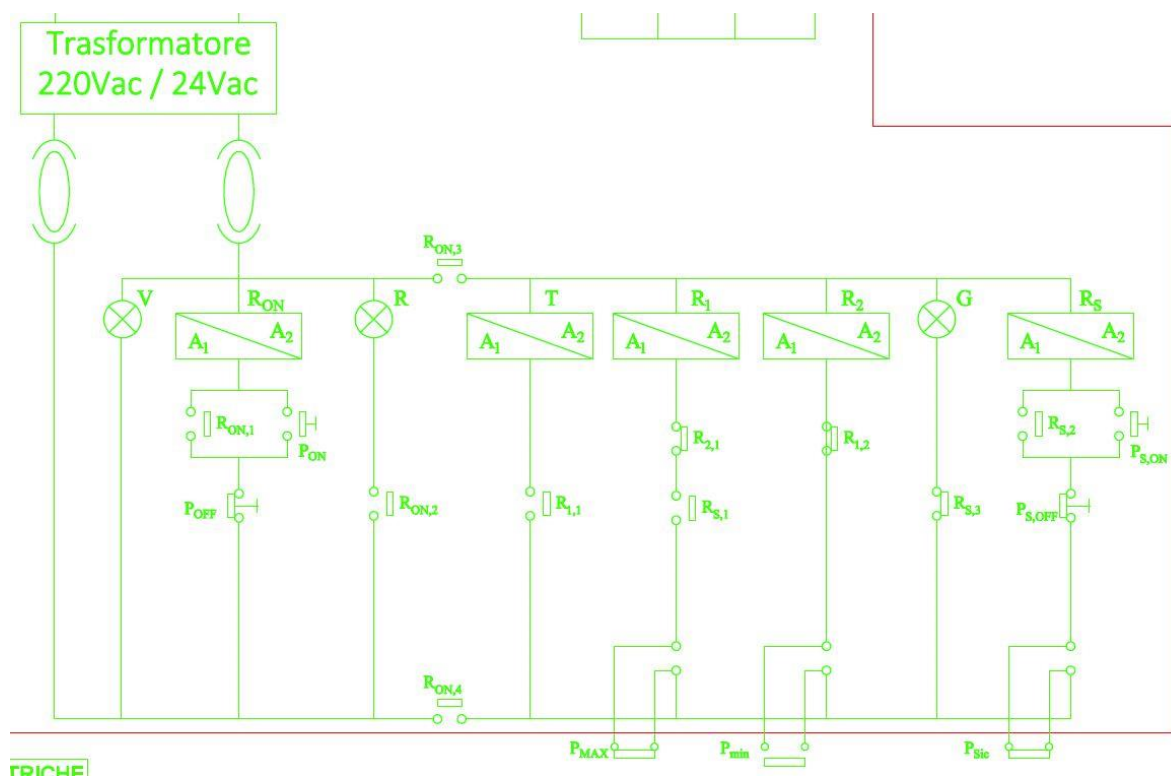 Trasformatore
220Vac / 24Vac
R_ON,3
V
R_ON
R
T
R_1
R_2
G
R_S
A_1 A_2
A_1 A_2
A_1 A_2
A_1 A_2
A_1 A_2
R_ON,1
P_ON
R_2,1
R_1,2
R_S,2
P_S,ON
P_OFF
R_ON,2
R_1,1
R_S,1
R_S,3
P_S,OFF
R_ON,4
P_MAX
P_min
P_Sic
TRICHE